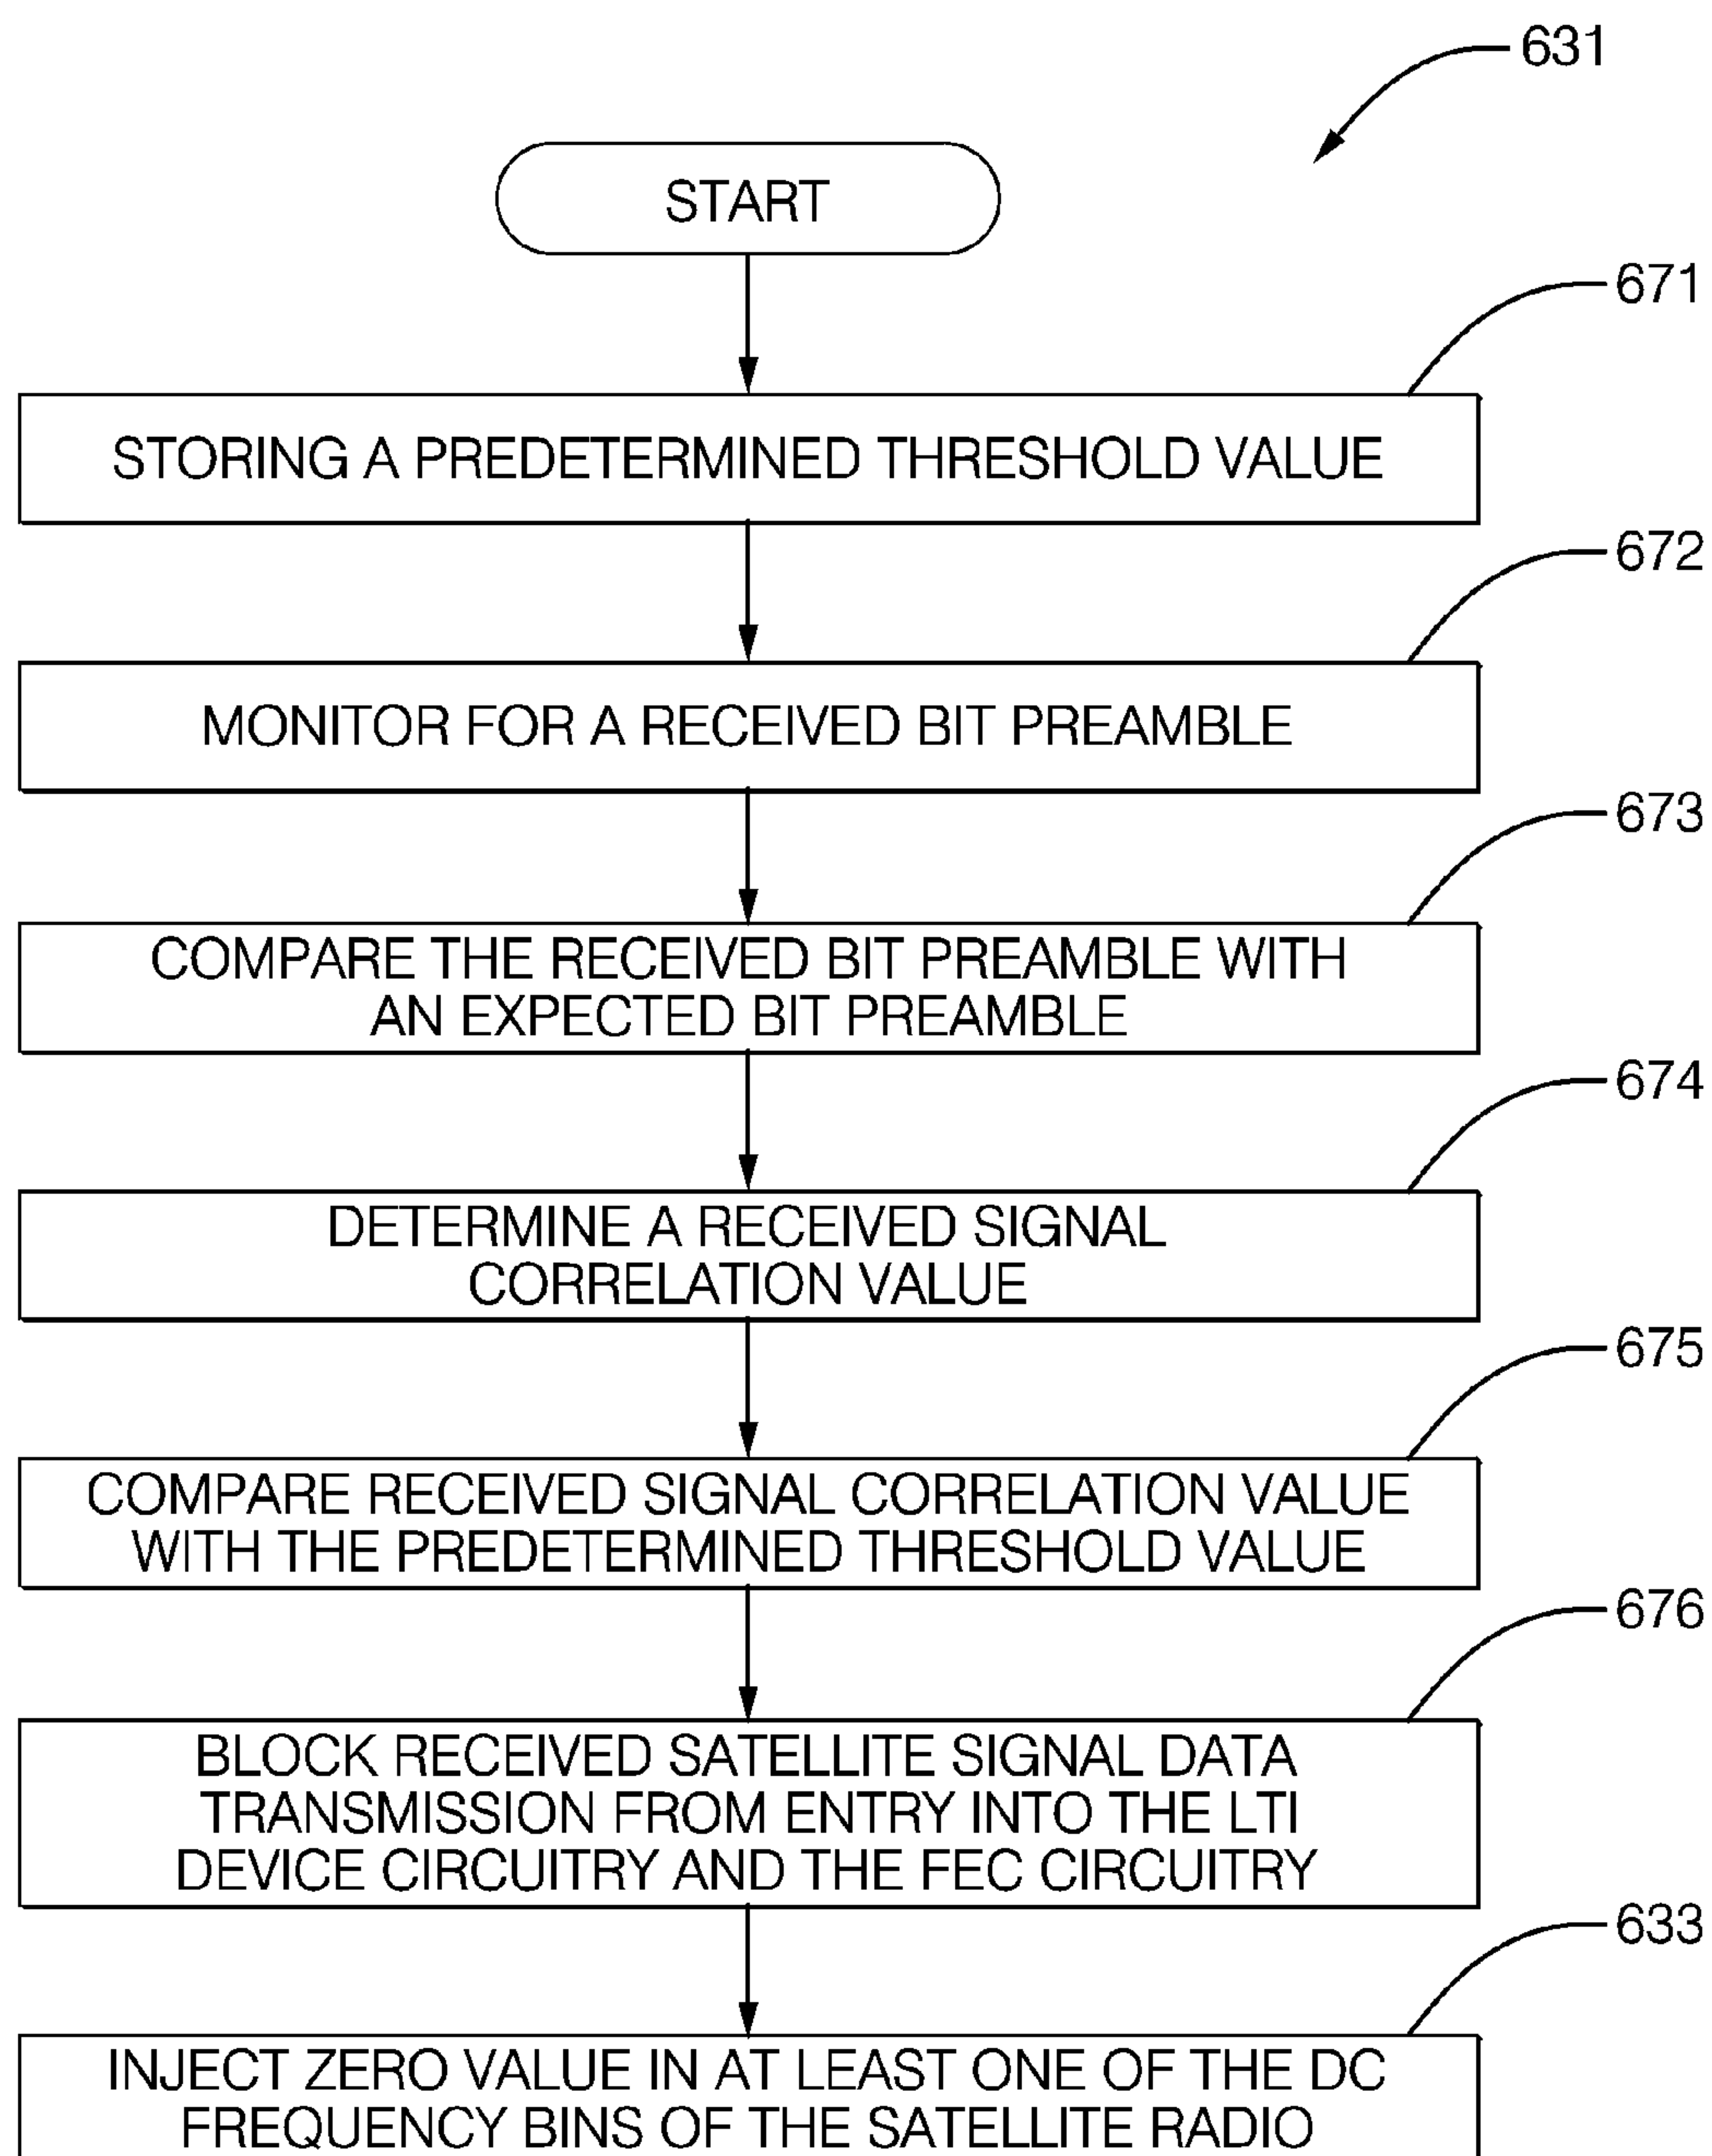 631
START
671
STORING A PREDETERMINED THRESHOLD VALUE
672
MONITOR FOR A RECEIVED BIT PREAMBLE
673
COMPARE THE RECEIVED BIT PREAMBLE WITH
AN EXPECTED BIT PREAMBLE
674
DETERMINE A RECEIVED SIGNAL
CORRELATION VALUE
675
COMPARE RECEIVED SIGNAL CORRELATION VALUE
WITH THE PREDETERMINED THRESHOLD VALUE
676
BLOCK RECEIVED SATELLITE SIGNAL DATA
TRANSMISSION FROM ENTRY INTO THE LTI
DEVICE CIRCUITRY AND THE FEC CIRCUITRY
633
INJECT ZERO VALUE IN AT LEAST ONE OF THE DC
FREQUENCY BINS OF THE SATELLITE RADIO